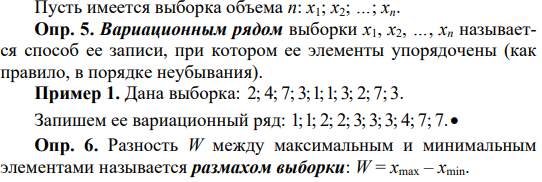 Пусть имеется выборка объема n: x₁; x₂; …; xₙ.
Опр. 5. Вариационным рядом выборки x₁, x₂, …, xₙ называет-
ся способ ее записи, при котором ее элементы упорядочены (как
правило, в порядке неубывания).
Пример 1. Дана выборка: 2; 4; 7; 3; 1; 1; 3; 2; 7; 3.
Запишем ее вариационный ряд: 1; 1; 2; 2; 3; 3; 3; 4; 7; 7. •
Опр. 6. Разность W между максимальным и минимальным
элементами называется размахом выборки: W = xmax – xmin.